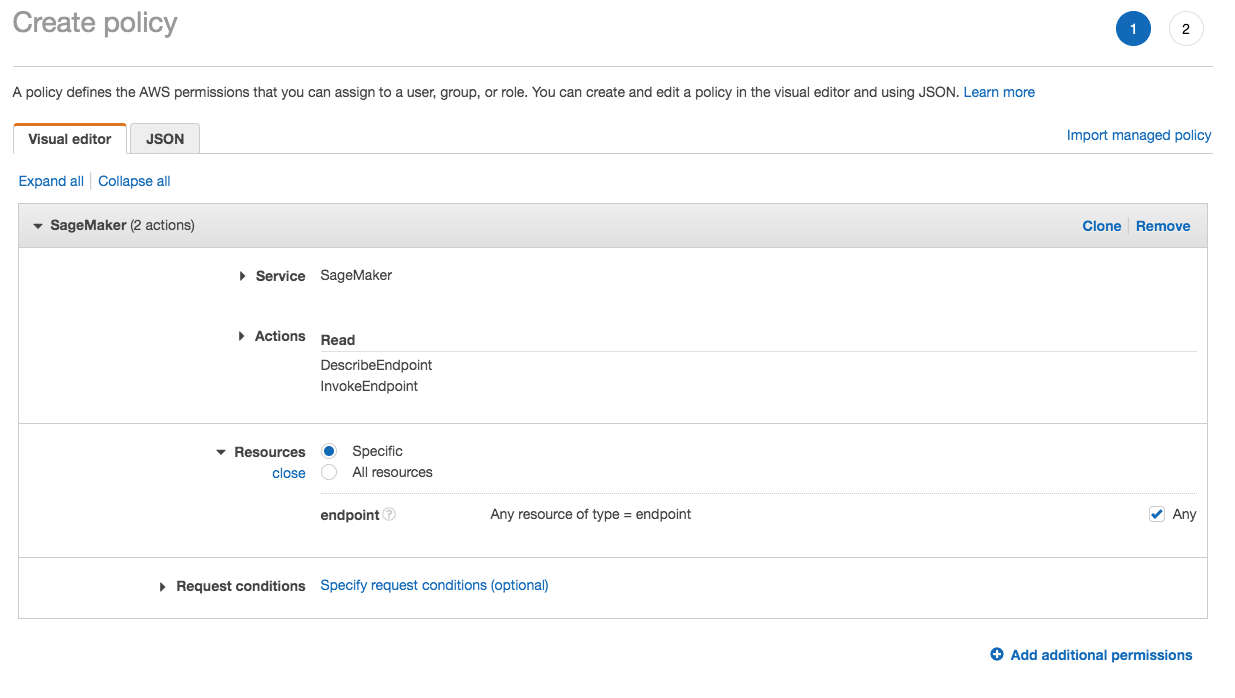 Create policy
1
2
A policy defines the AWS permissions that you can assign to a user, group, or role. You can create and edit a policy in the visual editor and using JSON. Learn more
Visual editor
JSON
Import managed policy
Expand all
Collapse all
SageMaker (2 actions)
Clone
Remove
Service
SageMaker
Actions
Read
DescribeEndpoint
InvokeEndpoint
Resources
Specific
close
All resources
endpoint ?
Any resource of type = endpoint
Any
Request conditions
Specify request conditions (optional)
Add additional permissions